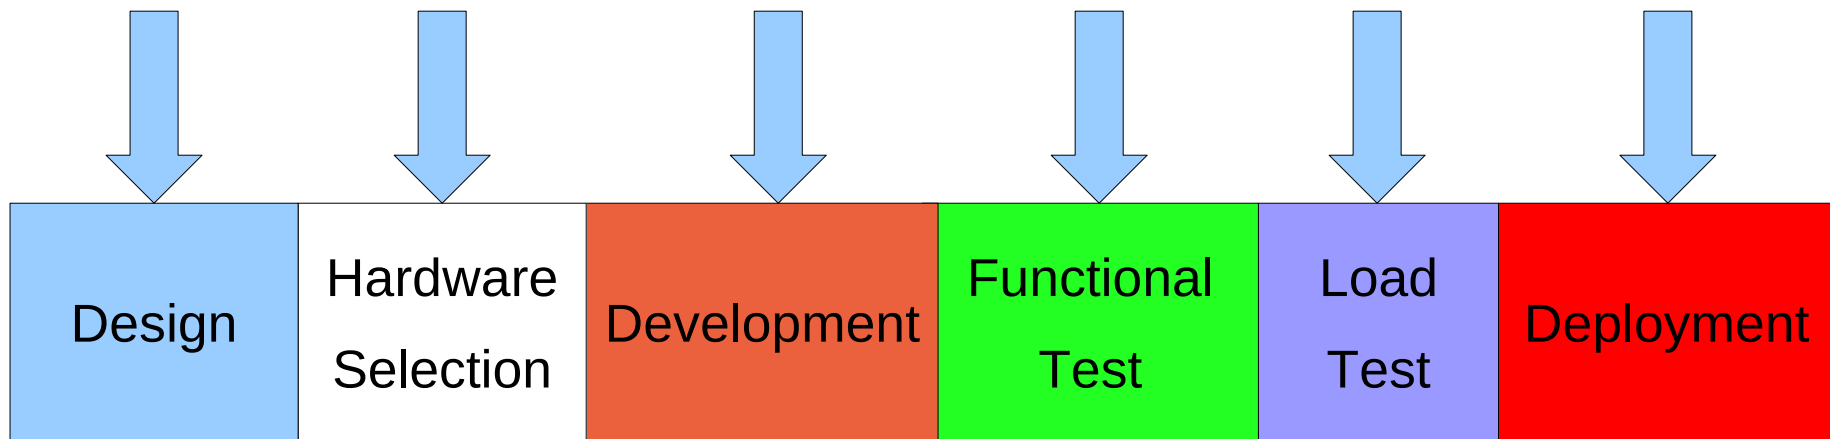 Design
Hardware
Selection
Development
Functional
Test
Load
Test
Deployment